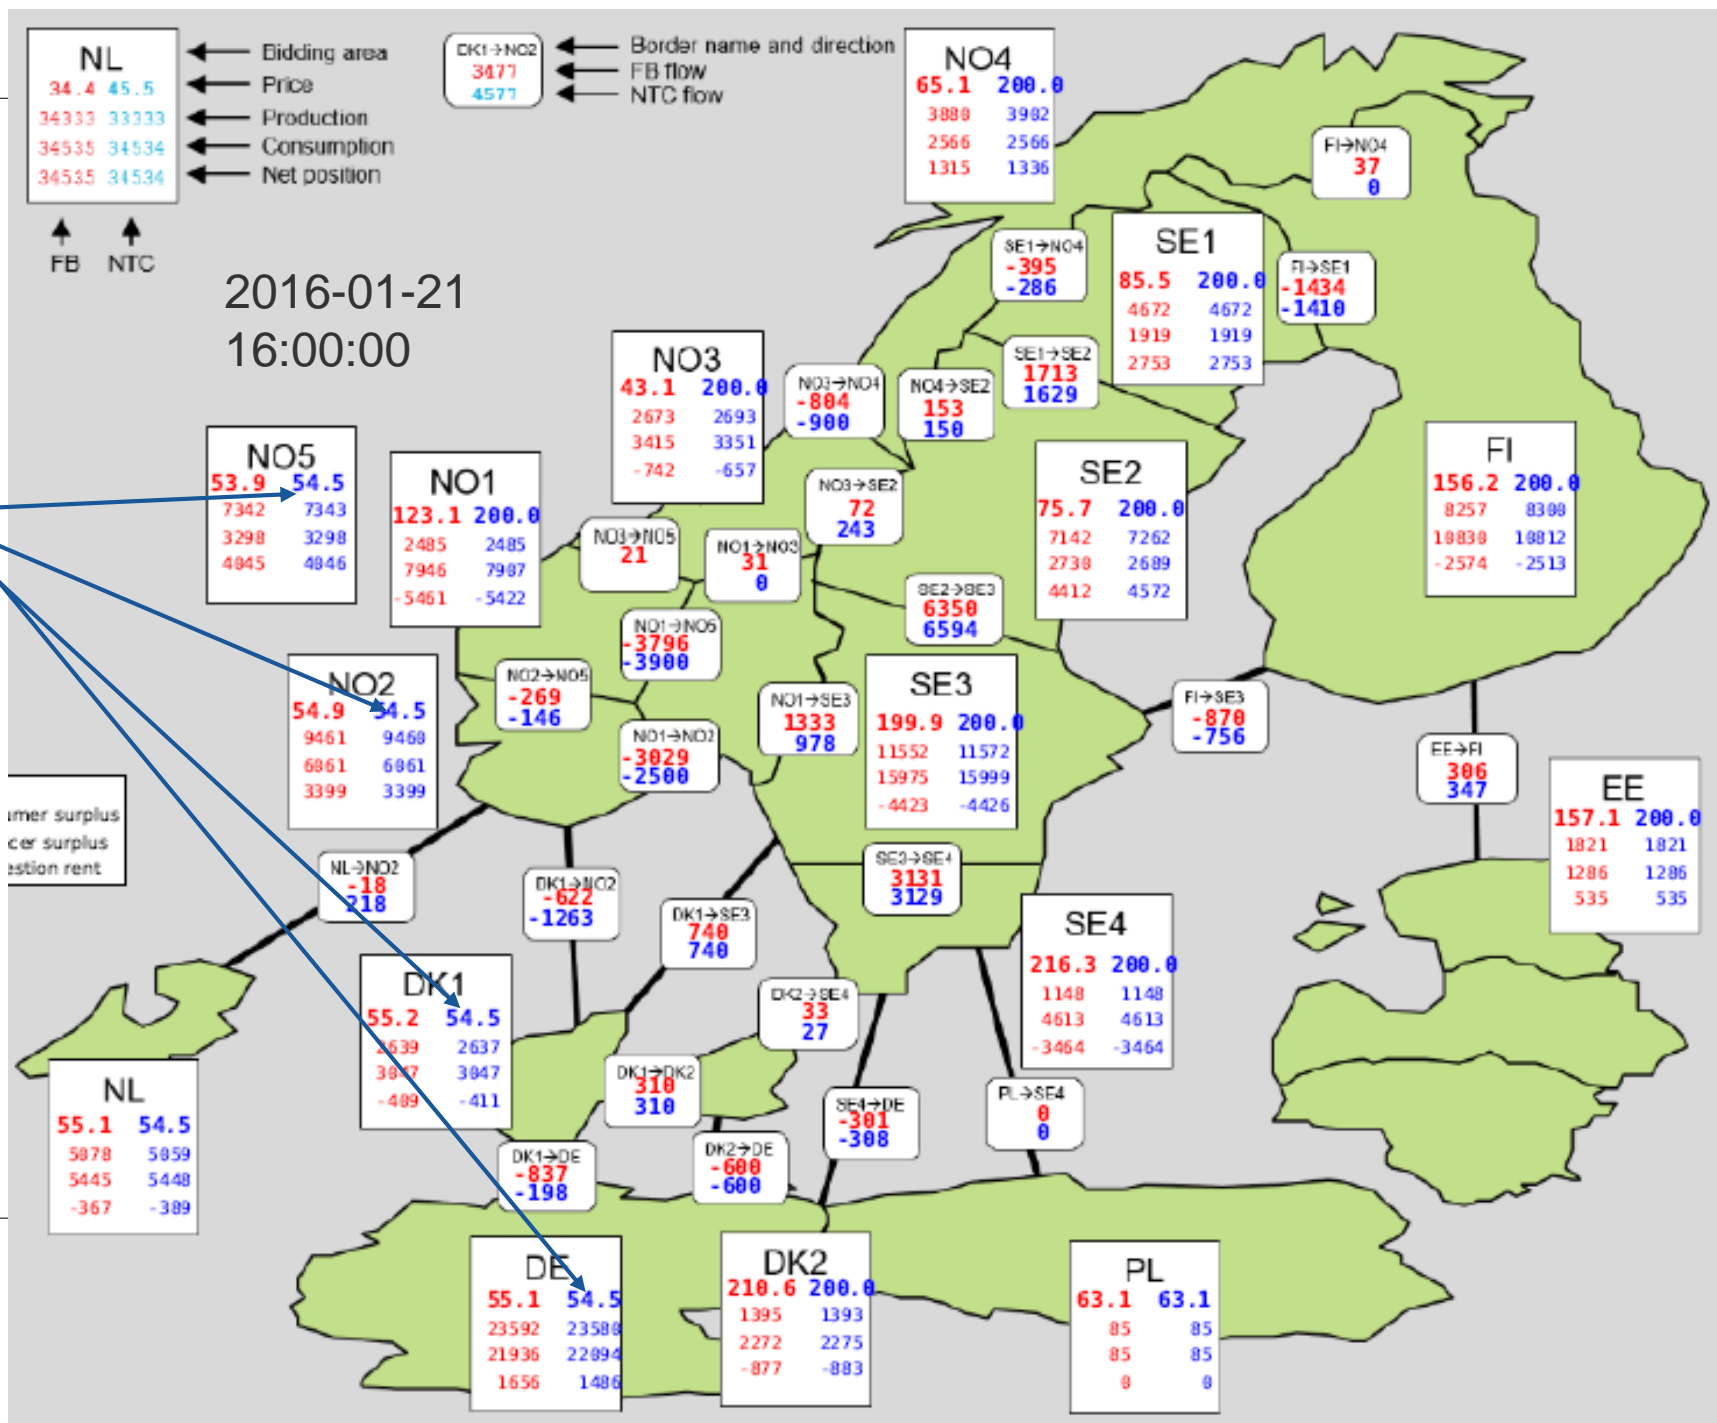 NL
34.4 45.5
34333 33333
34535 34534
34535 34534
Bidding area
Price
Production
Consumption
Net position
FB NTC
DK1→NO2
3477
4577
Border name and direction
FB flow
NTC flow
2016-01-21
16:00:00
NO4
65.1 200.0
3880 3902
2566 2566
1315 1336
FI→NO4
37
0
SE1→NO4
-395
-286
SE1
85.5 200.0
4672 4672
1919 1919
2753 2753
FI→SE1
-1434
-1410
NO3
43.1 200.0
2673 2693
3415 3351
-742 -657
NO3→NO4
-804
-900
NO4→SE2
153
150
SE1→SE2
1713
1629
NO5
53.9 54.5
7342 7343
3298 3298
4045 4046
NO1
123.1 200.0
2485 2485
7946 7907
-5461 -5422
NO3→SE2
72
243
SE2
75.7 200.0
7142 7262
2730 2689
4412 4572
FI
156.2 200.0
8257 8300
10830 10812
-2574 -2513
NO3→NO5
21
NO1→NO3
31
0
SE2→SE3
6350
6594
NO1→NO5
-3796
-3900
NO2
54.9 54.5
9461 9460
6061 6061
3399 3399
NO2→NO5
-269
-146
NO1→NO2
-3029
-2500
NO1→SE3
1333
978
SE3
199.9 200.0
11552 11572
15975 15999
-4423 -4426
FI→SE3
-870
-756
EE→FI
306
347
EE
157.1 200.0
1821 1821
1286 1286
535 535
umer surplus
cer surplus
estion rent
NL→NO2
-18
218
DK1→NO2
-622
-1263
DK1→SE3
740
740
SE3→SE4
3131
3129
SE4
216.3 200.0
1148 1148
4613 4613
-3464 -3464
DK1
55.2 54.5
2639 2637
3047 3047
-409 -411
DK2→SE4
33
27
NL
55.1 54.5
5078 5059
5445 5448
-367 -389
DK1→DK2
310
310
SE4→DE
-301
-308
PL→SE4
0
0
DK1→DE
-837
-198
DK2→DE
-600
-600
DE
55.1 54.5
23592 23580
21936 22094
1656 1486
DK2
210.6 200.0
1395 1393
2272 2275
-877 -883
PL
63.1 63.1
85 85
85 85
0 0